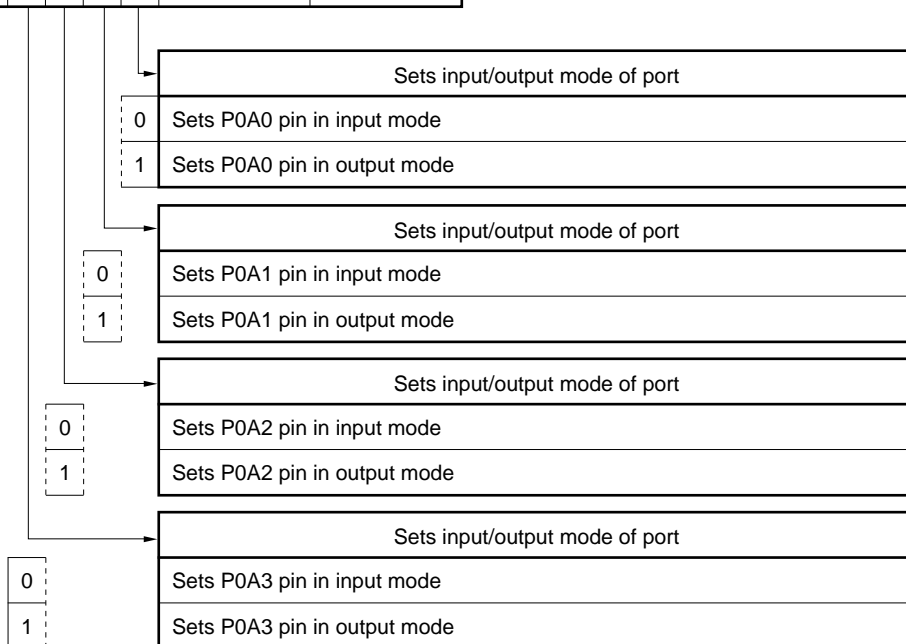 Sets input/output mode of port
0 Sets P0A0 pin in input mode
1 Sets P0A0 pin in output mode
Sets input/output mode of port
0 Sets P0A1 pin in input mode
1 Sets P0A1 pin in output mode
Sets input/output mode of port
0 Sets P0A2 pin in input mode
1 Sets P0A2 pin in output mode
Sets input/output mode of port
0 Sets P0A3 pin in input mode
1 Sets P0A3 pin in output mode